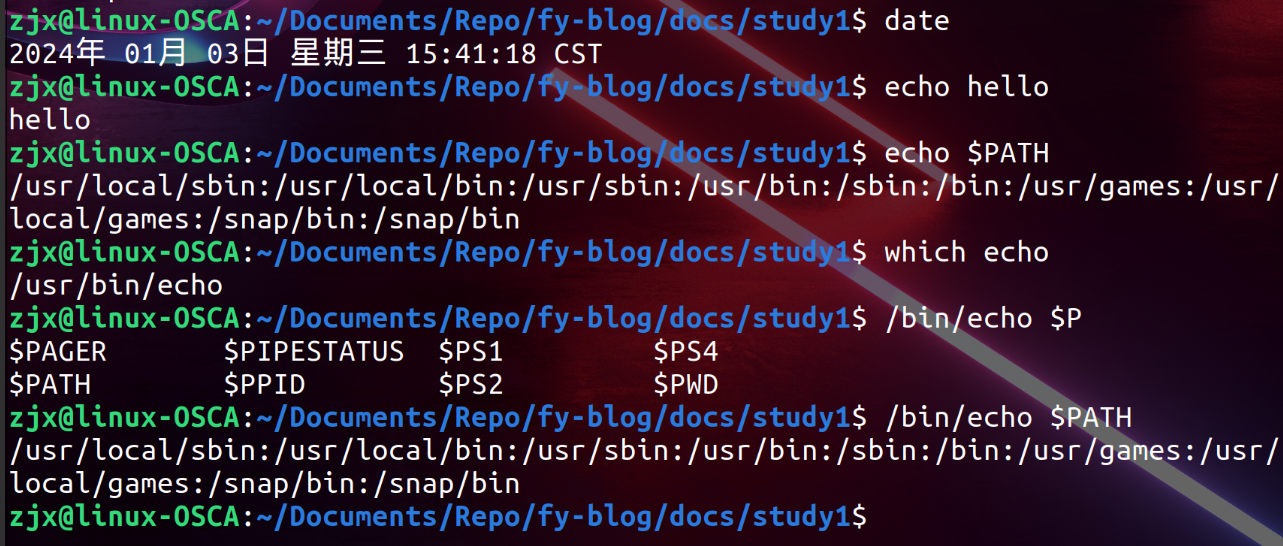 zjx@linux-OSCA:~/Documents/Repo/fy-blog/docs/study1$ date
2024年 01月 03日 星期三 15:41:18 CST
zjx@linux-OSCA:~/Documents/Repo/fy-blog/docs/study1$ echo hello
hello
zjx@linux-OSCA:~/Documents/Repo/fy-blog/docs/study1$ echo $PATH
/usr/local/sbin:/usr/local/bin:/usr/sbin:/usr/bin:/sbin:/bin:/usr/games:/usr/
local/games:/snap/bin:/snap/bin
zjx@linux-OSCA:~/Documents/Repo/fy-blog/docs/study1$ which echo
/usr/bin/echo
zjx@linux-OSCA:~/Documents/Repo/fy-blog/docs/study1$ /bin/echo $P
$PAGER $PIPESTATUS $PS1 $PS4
$PATH $PPID $PS2 $PWD
zjx@linux-OSCA:~/Documents/Repo/fy-blog/docs/study1$ /bin/echo $PATH
/usr/local/sbin:/usr/local/bin:/usr/sbin:/usr/bin:/sbin:/bin:/usr/games:/usr/
local/games:/snap/bin:/snap/bin
zjx@linux-OSCA:~/Documents/Repo/fy-blog/docs/study1$